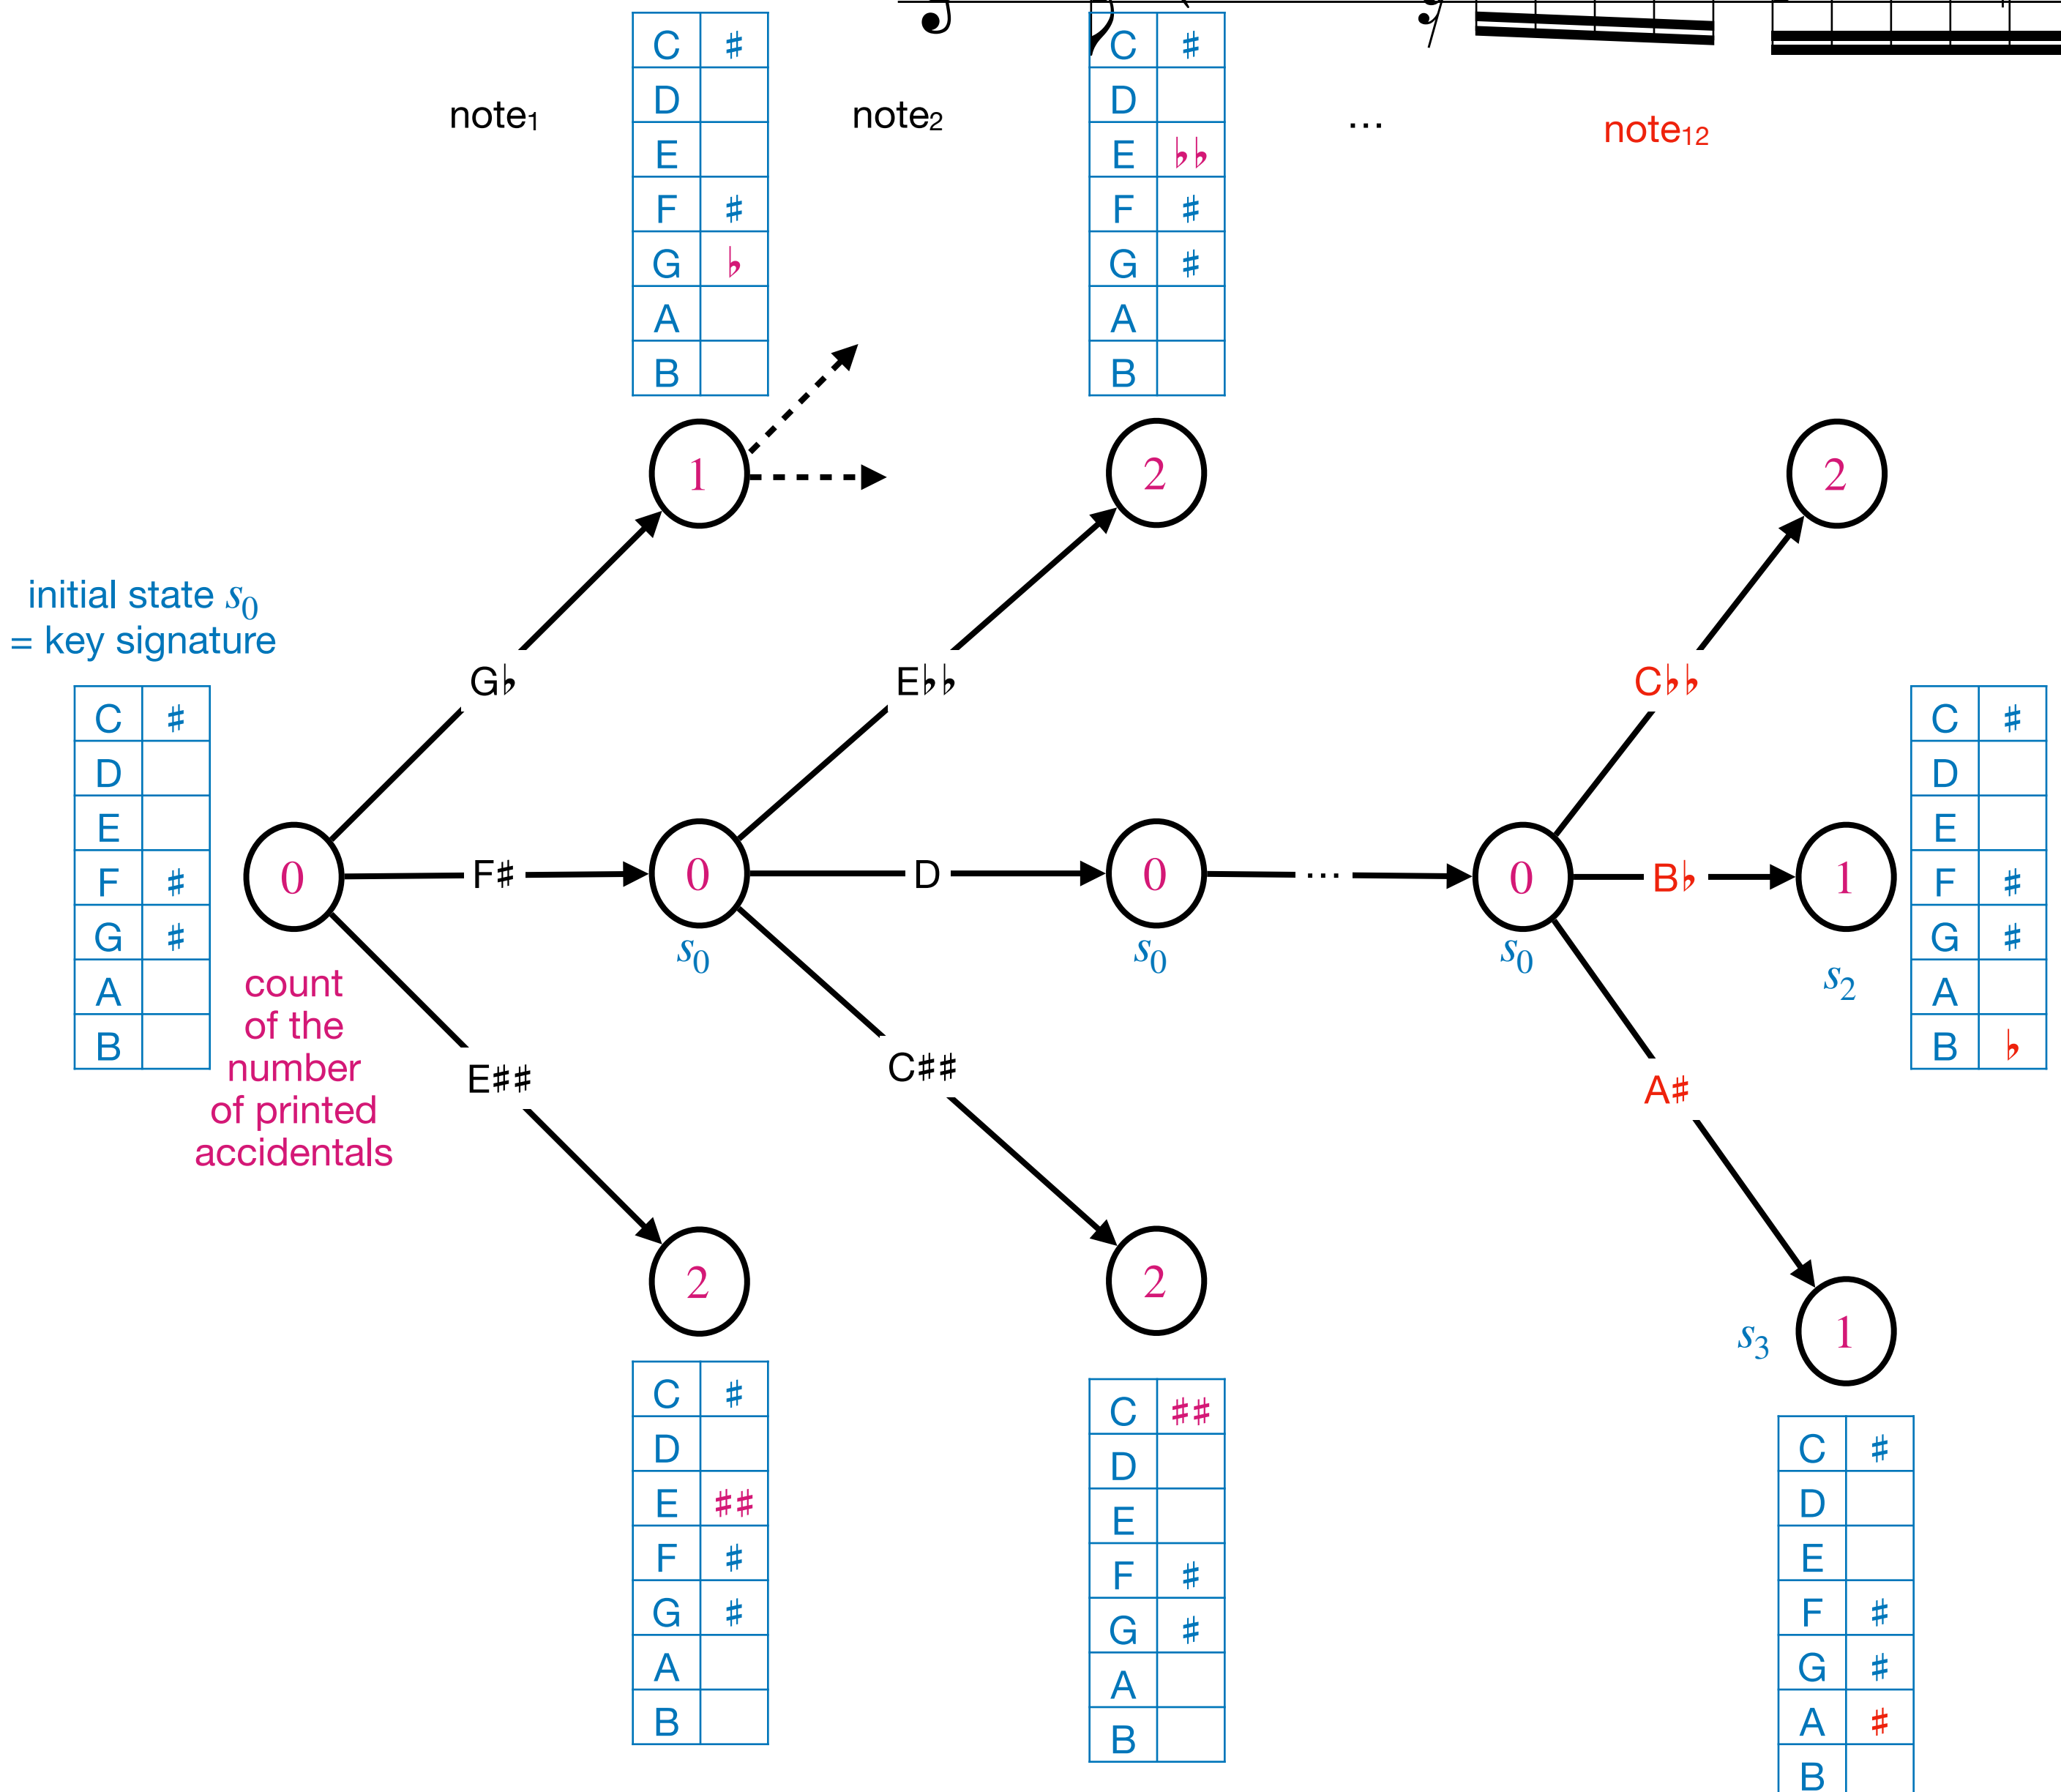 C #
D
E
F #
G ♭
A
B
C #
D
E ♭♭
F #
G #
A
B
note1
note2
...
note12
1
2
2
initial state s0
= key signature
G♭
E♭♭
C♭♭
C #
D
E
F #
G #
A
B
0
F#
0
D
0
...
0
B♭
1
s0
s0
s0
s2
C #
D
E
F #
G #
A
B ♭
count
of the
number
of printed
accidentals
E##
C##
A#
2
2
s3
1
C #
D
E ##
F #
G #
A
B
C ##
D
E
F #
G #
A
B
C #
D
E
F #
G #
A #
B